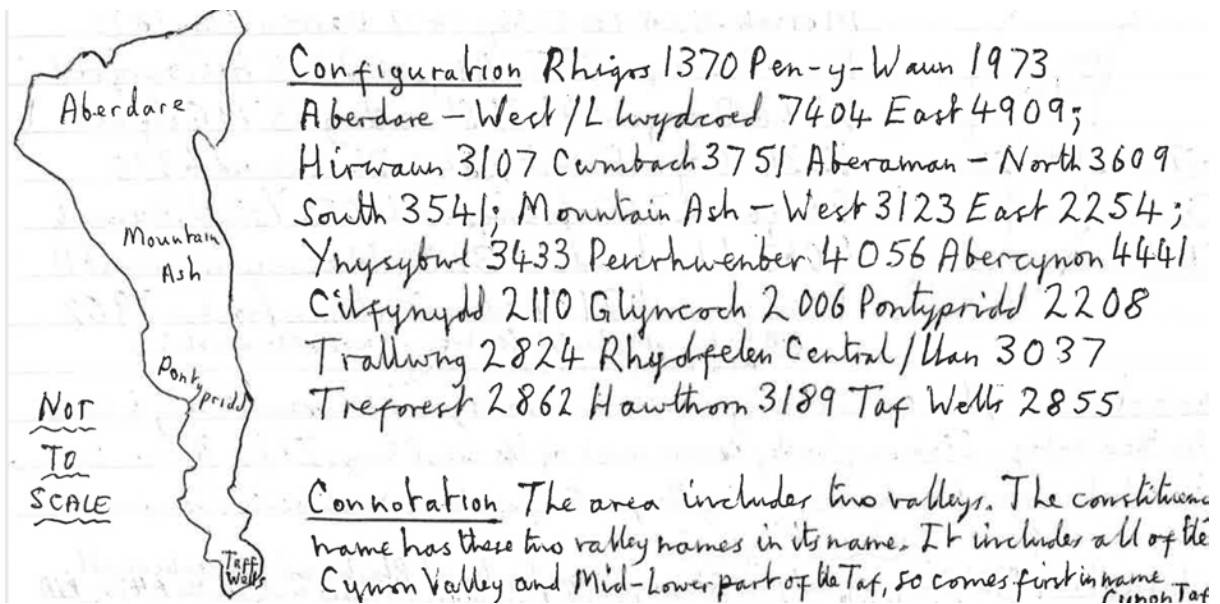 Aberdare
Mountain
Ash
Ponty
pridd
Taff
Wells
NOT
TO
SCALE
Configuration Rhigos 1370 Pen-y-Waun 1973
Aberdare - West/Llwydcoed 7404 East 4909;
Hirwaun 3107 Cwmbach 3751 Aberaman - North 3609
South 3541; Mountain Ash - West 3123 East 2254;
Ynysybwl 3433 Penrhiwceiber 4056 Abercynon 4441
Cilfynydd 2110 Glyncoch 2006 Pontypridd 2208
Trallwng 2824 Rhydfelen Central/Ilan 3037
Treforest 2862 Hawthorn 3189 Taf Wells 2855
Connotation The area includes two valleys. The constituenc
name has these two valley names in its name. It includes all of the
Cynon Valley and Mid-Lower part of the Taf, so comes first in name
Cynon Taf